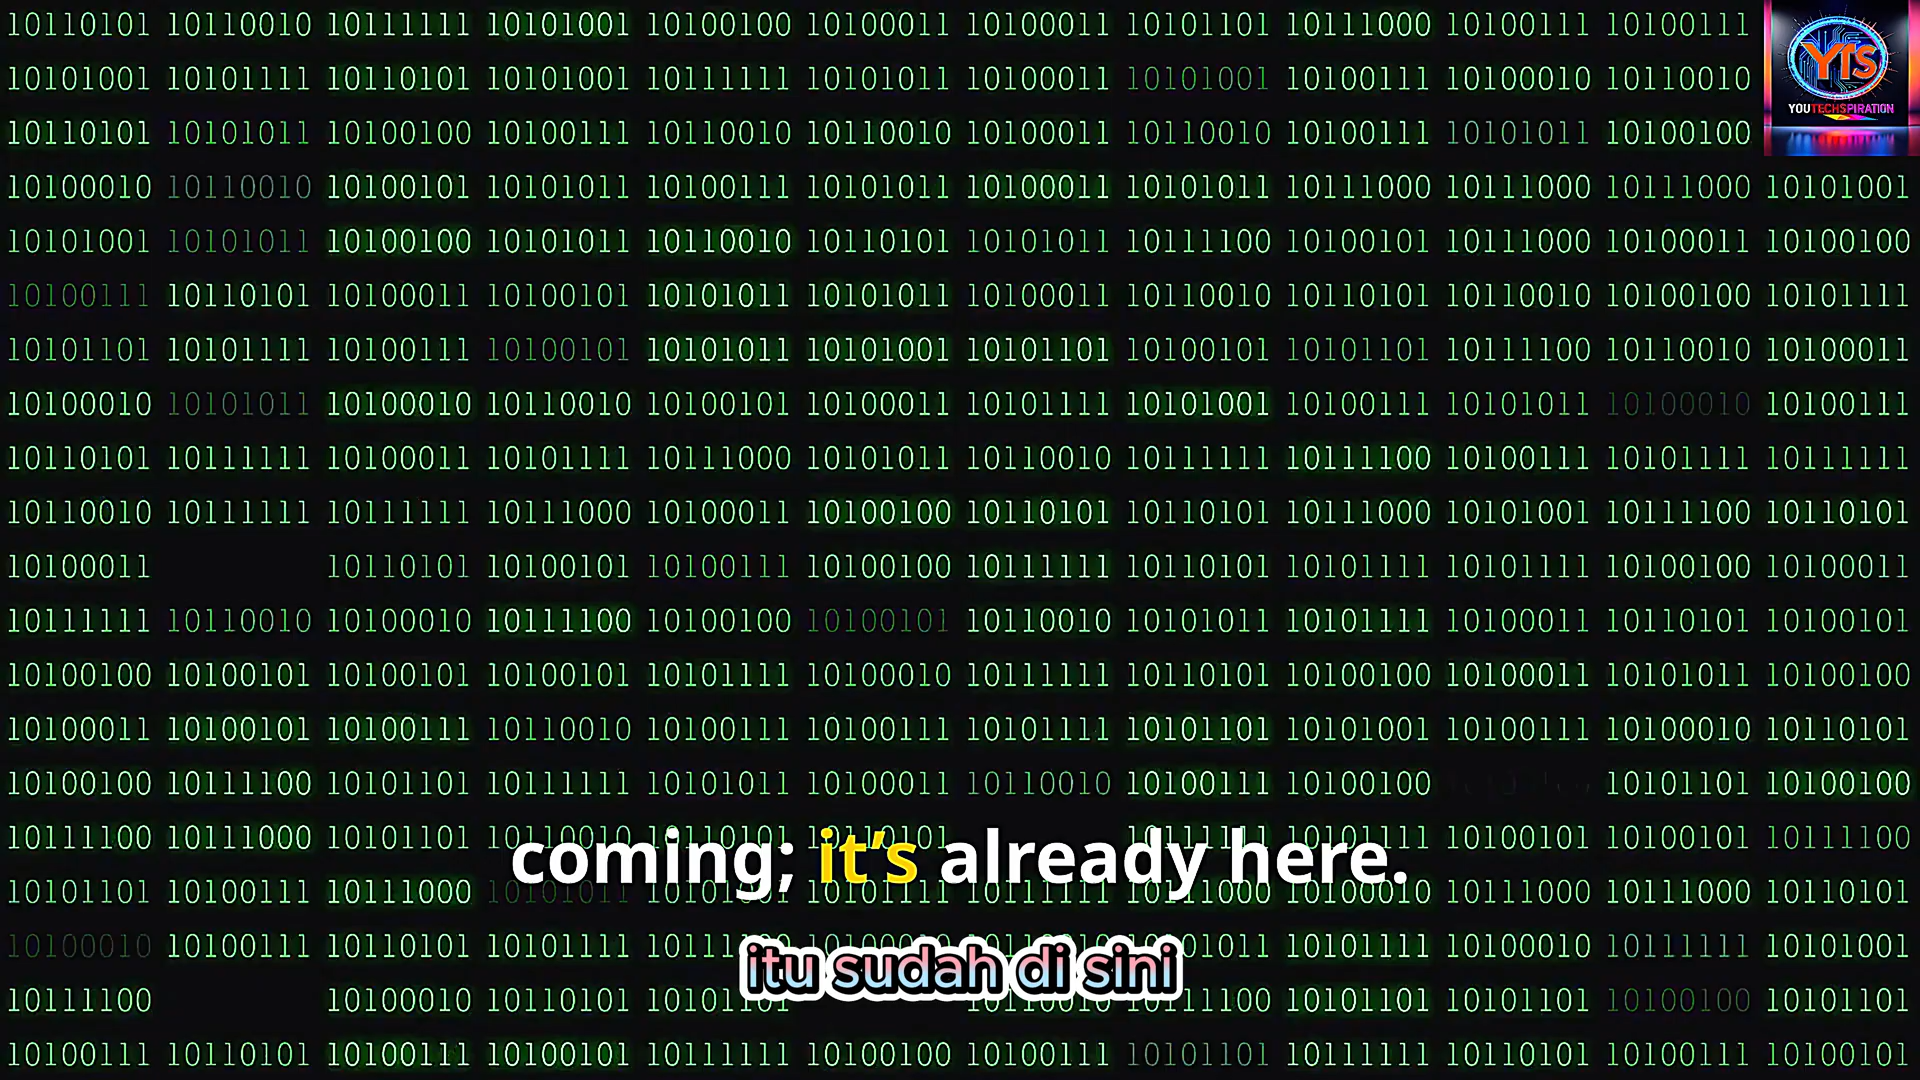 10110101 10110010 10111111 10101001 10100100 10100011 10100011 10101101 10111000 10100111 10100111
YTS
YOUTECHSPIRATION
10101001 10101111 10110101 10101001 10111111 10101011 10100011 10101001 10100111 10100010 10110010
10110101 10101011 10100100 10100111 10110010 10110010 10100011 10110010 10100111 10101011 10100100
10100010 10110010 10100101 10101011 10100111 10101011 10100011 10101011 10111000 10111000 10111000 10101001
10101001 10101011 10100100 10101011 10110010 10110101 10101011 10111100 10100101 10111000 10100011 10100100
10100111 10110101 10100011 10100101 10101011 10101011 10100011 10110010 10110101 10110010 10100100 10101111
10101101 10101111 10100111 10100101 10101011 10101001 10101101 10100101 10101101 10111100 10110010 10100011
10100010 10101011 10100010 10110010 10100101 10100011 10101111 10101001 10100111 10101011 10100010 10100111
10110101 10111111 10100011 10101111 10111000 10101011 10110010 10111111 10111100 10100111 10101111 10111111
10110010 10111111 10111111 10111000 10100011 10100100 10110101 10110101 10111000 10101001 10111100 10110101
10100011 10110101 10100101 10100111 10100100 10111111 10110101 10101111 10101111 10100100 10100011
10111111 10110010 10100010 10111100 10100100 10100101 10110010 10101011 10101111 10100011 10110101 10100101
10100100 10100101 10100101 10100101 10101111 10100010 10111111 10110101 10100100 10100011 10101011 10100100
10100011 10100101 10100111 10110010 10100111 10100111 10101111 10101101 10101001 10100111 10100010 10110101
10100100 10111100 10101101 10111111 10101011 10100011 10110010 10100111 10100100 10101101 10100100
10111100 10111000 10101101 10110010 10110101 10110101 10101111 10100101 10100101 10111100
coming; it's already here.
10101101 10100111 10111000 10101011 10111000 10110101
10100010 10100111 10110101 10101111 10101111 10100010 10111111 10101001
itu sudah di sini
10111100 10100010 10110101 10101101 10101101 10100100 10101101
10100111 10110101 10100111 10100101 10111111 10100100 10100111 10101101 10111111 10110101 10100111 10100101